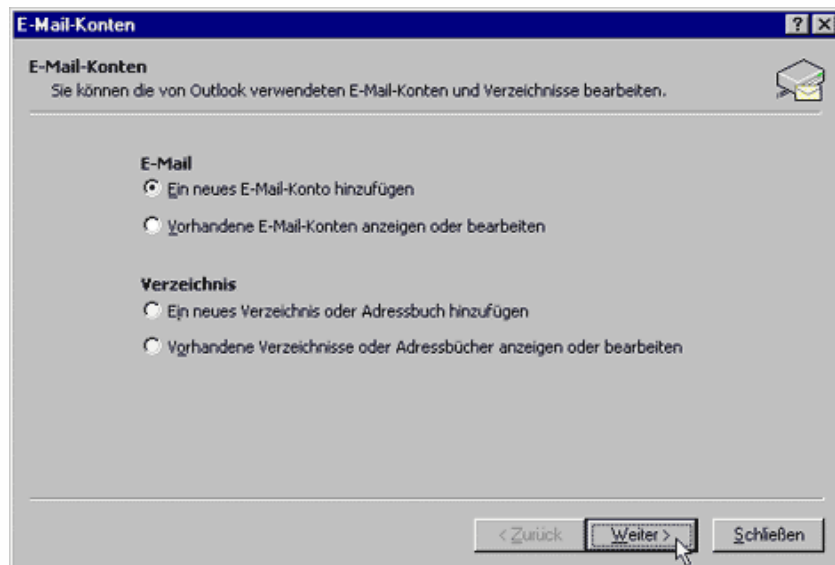 E-Mail-Konten
E-Mail-Konten
Sie können die von Outlook verwendeten E-Mail-Konten und Verzeichnisse bearbeiten.
E-Mail
Ein neues E-Mail-Konto hinzufügen
Vorhandene E-Mail-Konten anzeigen oder bearbeiten
Verzeichnis
Ein neues Verzeichnis oder Adressbuch hinzufügen
Vorhandene Verzeichnisse oder Adressbücher anzeigen oder bearbeiten
< Zurück Weiter > Schließen